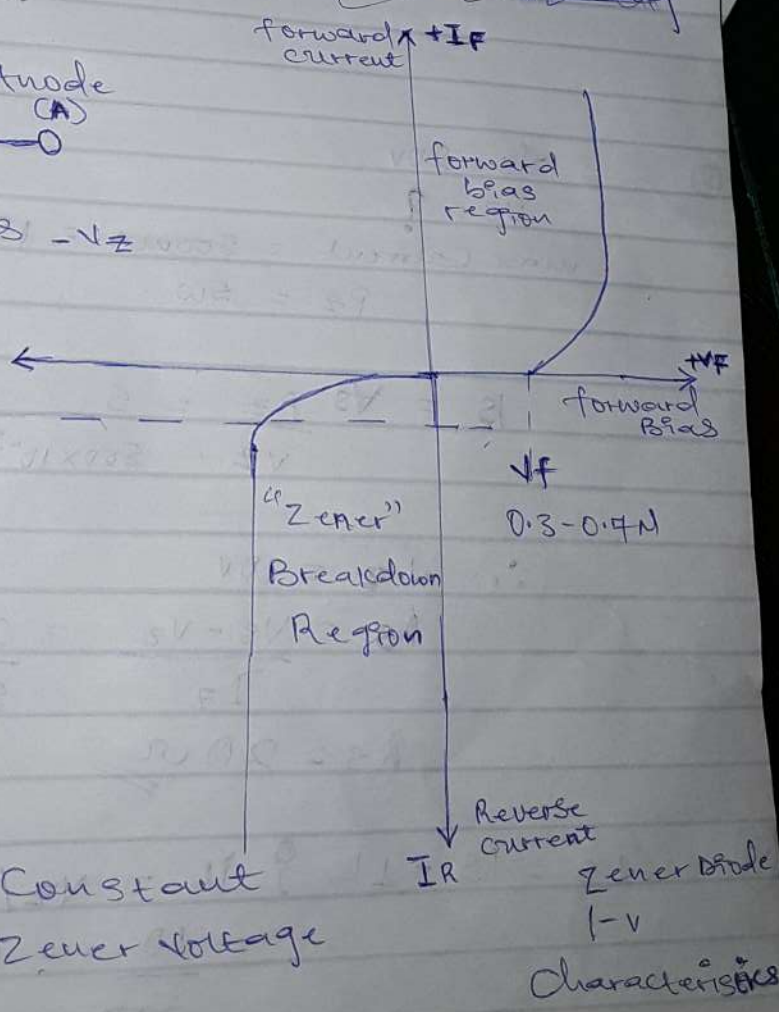 forward +IF
current
thode
(A)
forward
bias
region
-Vz
+VF
forward
Bias
Vf
"Zener"
0.3-0.7V
Breakdown
Region
Reverse
current
IR
Constant
Zener Voltage
Zener Diode
I-V
Characteristics